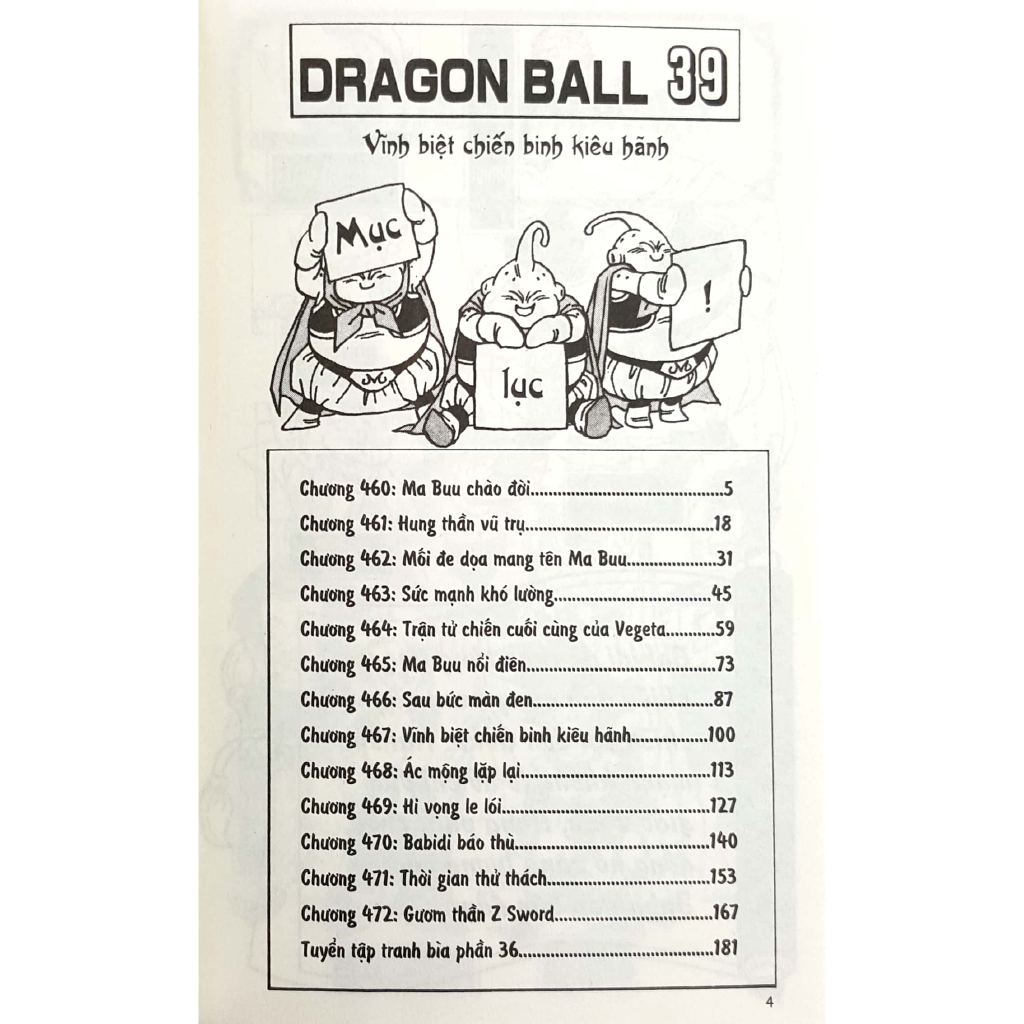 DRAGON BALL 39
Vĩnh biệt chiến binh kiêu hãnh
Mục
lục
!
Chương 460: Ma Buu chào đời................................................5
Chương 461: Hung thần vũ trụ...............................................18
Chương 462: Mối đe dọa mang tên Ma Buu......................31
Chương 463: Sức mạnh khó lường.......................................45
Chương 464: Trận tử chiến cuối cùng của Vegeta............59
Chương 465: Ma Buu nổi điên...............................................73
Chương 466: Sau bức màn đen.............................................87
Chương 467: Vĩnh biệt chiến binh kiêu hãnh...................100
Chương 468: Ác mộng lặp lại...............................................113
Chương 469: Hi vọng le lói....................................................127
Chương 470: Babidi báo thù................................................140
Chương 471: Thời gian thử thách........................................153
Chương 472: Gươm thần Z Sword.......................................167
Tuyển tập tranh bìa phần 36................................................181
4